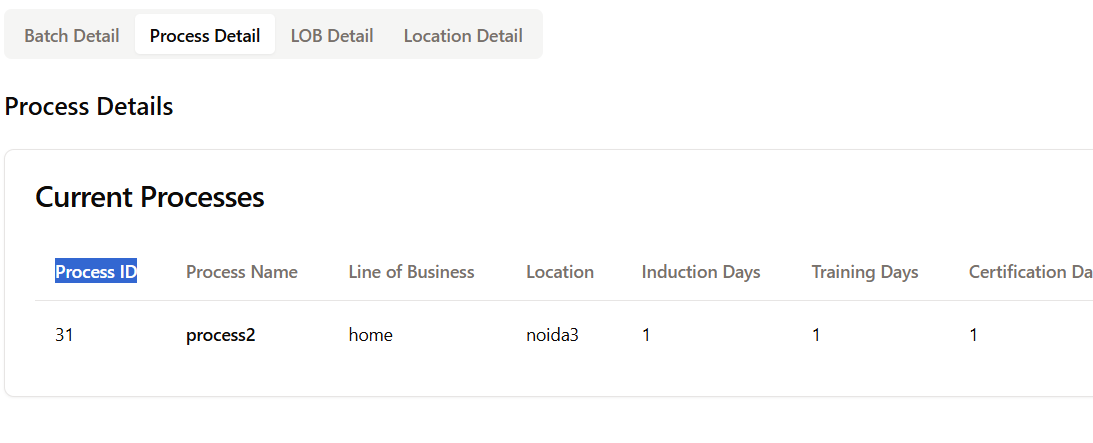 Batch Detail Process Detail LOB Detail Location Detail
Process Details
Current Processes
Process ID Process Name Line of Business Location Induction Days Training Days Certification Da
31 process2 home noida3 1 1 1